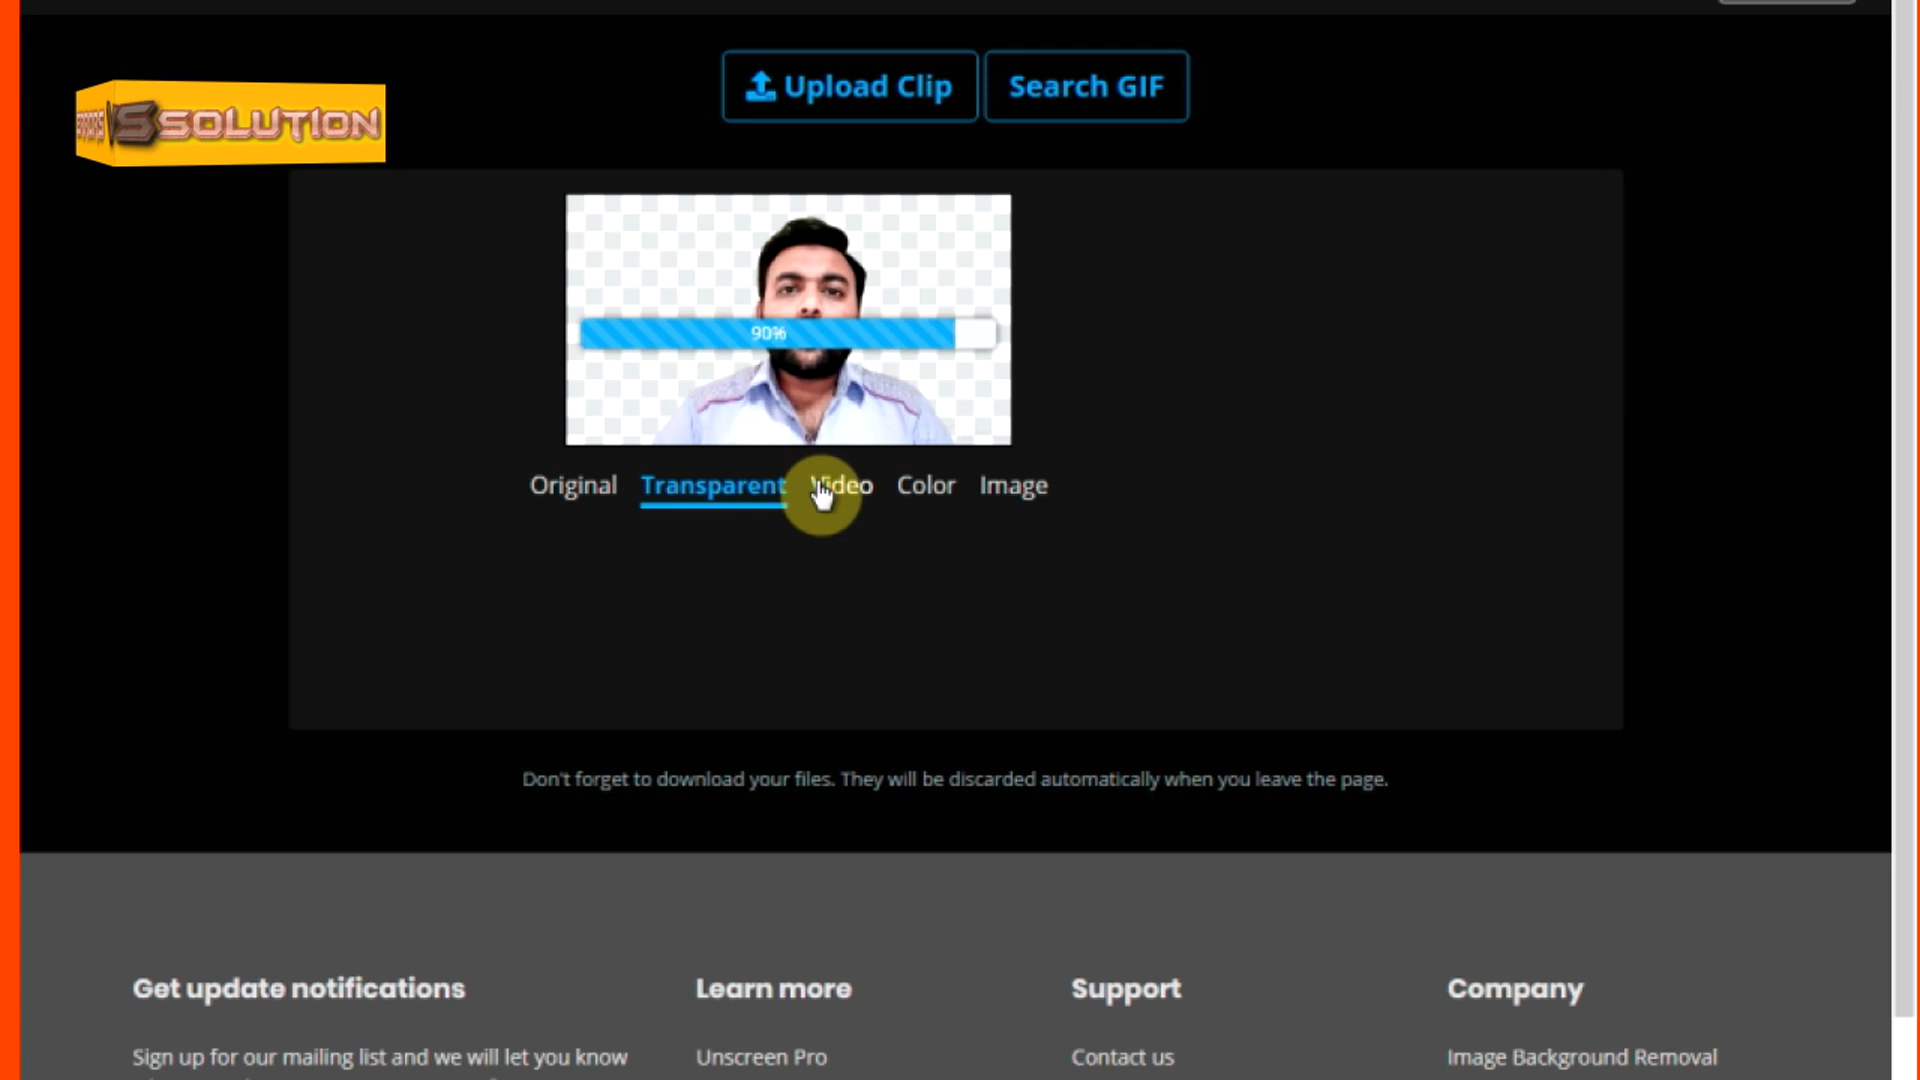 Upload Clip
Search GIF
ERRORS VS SOLUTION
90%
Original Transparent Video Color Image
Don't forget to download your files. They will be discarded automatically when you leave the page.
Get update notifications
Learn more
Support
Company
Sign up for our mailing list and we will let you know
Unscreen Pro
Contact us
Image Background Removal